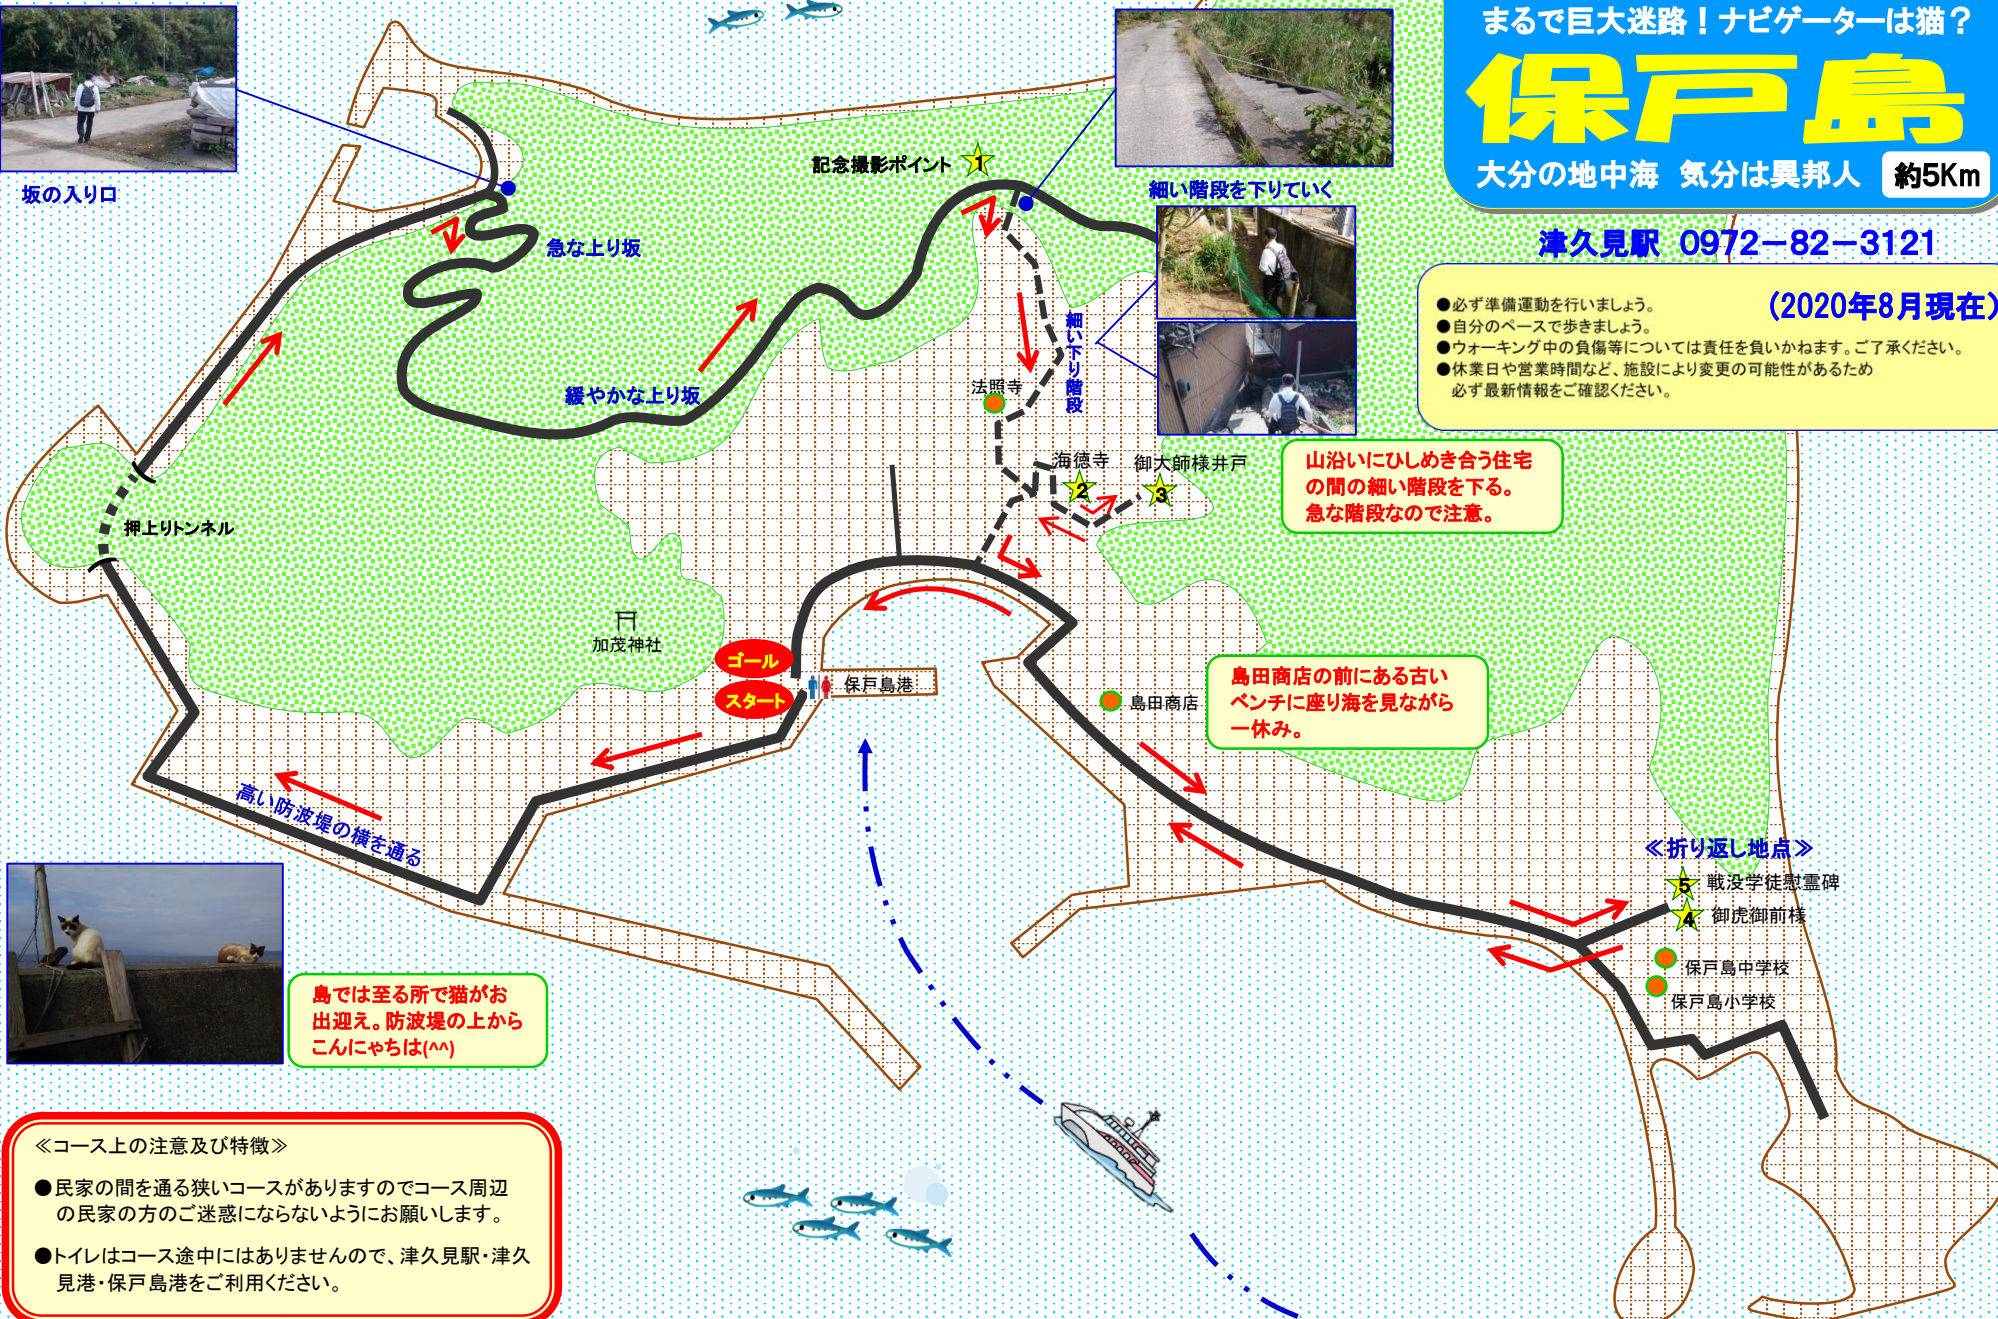 まるで巨大迷路！ナビゲーターは猫？
保戸島
大分の地中海　気分は異邦人
約5Km
津久見駅　0972－82－3121
（2020年8月現在）
●必ず準備運動を行いましょう。
●自分のペースで歩きましょう。
●ウォーキング中の負傷等については責任を負いかねます。ご了承ください。
●休業日や営業時間など、施設により変更の可能性があるため
必ず最新情報をご確認ください。
坂の入り口
記念撮影ポイント
1
細い階段を下りていく
急な上り坂
緩やかな上り坂
細い下り階段
法照寺
海徳寺
2
御大師様井戸
3
山沿いにひしめき合う住宅
の間の細い階段を下る。
急な階段なので注意。
押上りトンネル
加茂神社
ゴール
スタート
保戸島港
島田商店
島田商店の前にある古い
ベンチに座り海を見ながら
一休み。
高い防波堤の横を通る
≪折り返し地点≫
5
戦没学徒慰霊碑
4
御虎御前様
保戸島中学校
保戸島小学校
島では至る所で猫がお
出迎え。防波堤の上から
こんにゃちは(^^)
≪コース上の注意及び特徴≫
●民家の間を通る狭いコースがありますのでコース周辺
の民家の方のご迷惑にならないようにお願いします。
●トイレはコース途中にはありませんので、津久見駅・津久
見港・保戸島港をご利用ください。